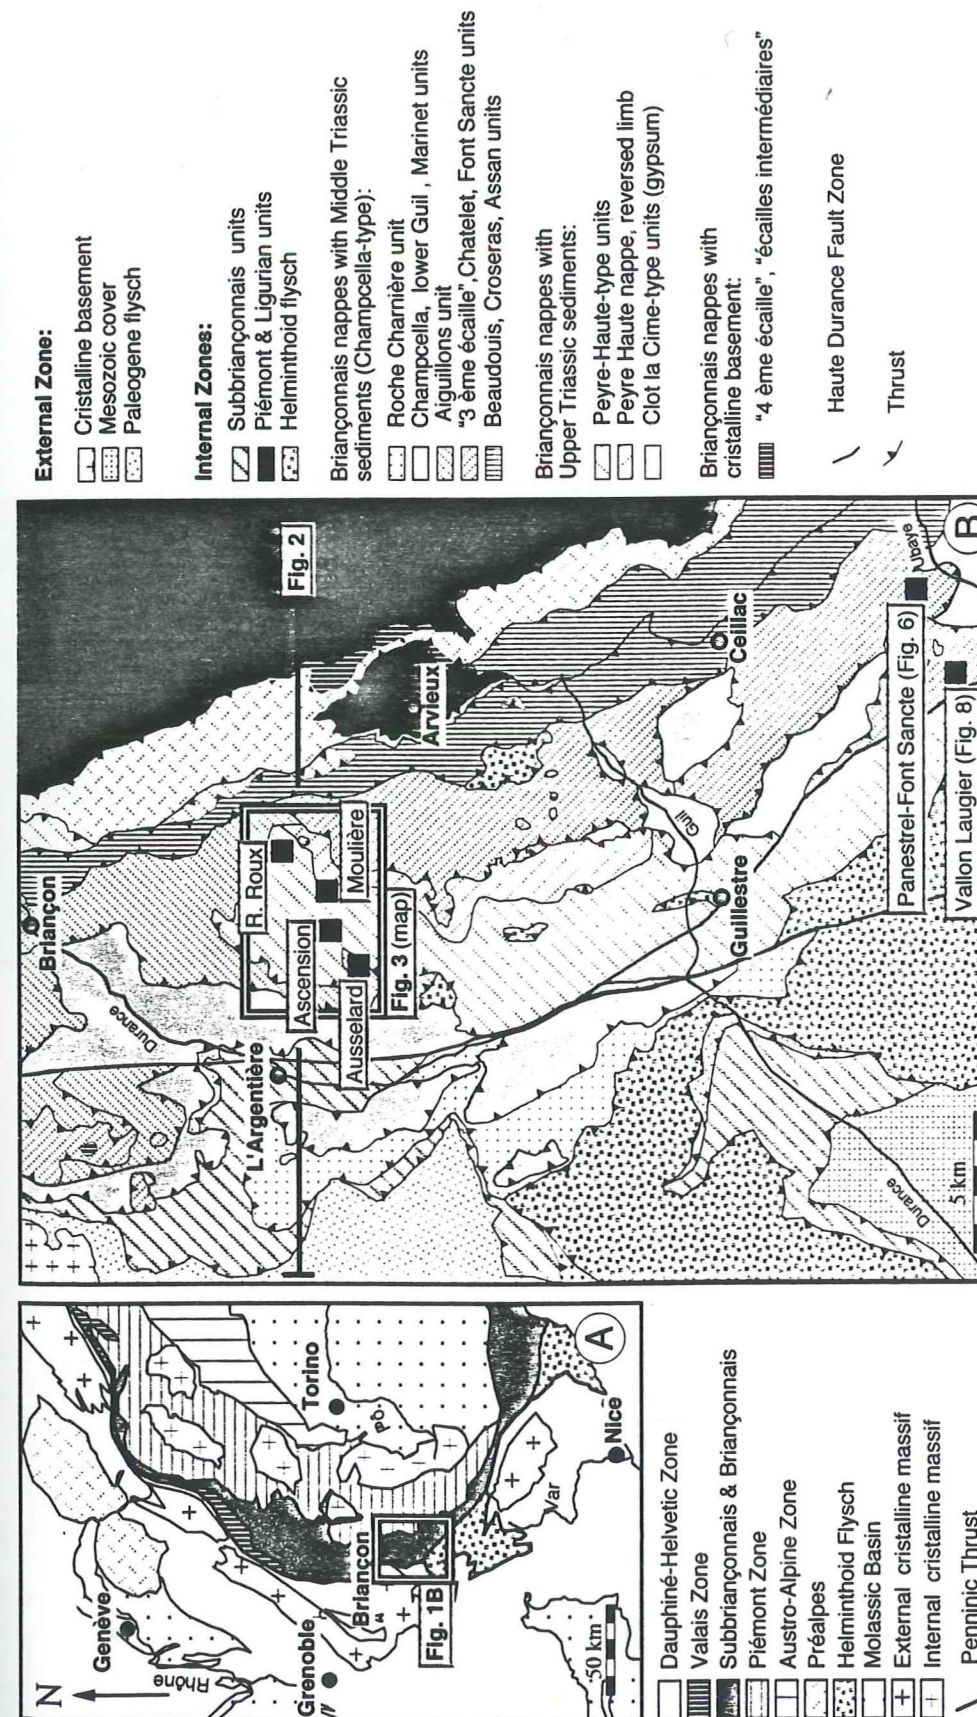 N
Genève
Rhône
Grenoble
Briançon
Fig. 1B
Torino
PÔ
Var
Nice
50 km
A
Dauphiné-Helvetic Zone
Valais Zone
Subbriançonnais & Briançonnais
Piémont Zone
Austro-Alpine Zone
Préalpes
Helminthoid Flysch
Molassic Basin
External cristalline massif
Internal cristaline massif
Penninic Thrust
Briançon
Durance
L'Argentière
R. Roux
Ascension
Ausselard
Moulière
Fig. 3 (map)
Fig. 2
Arvieux
Ceillac
Guil
Guillestre
Panestrel-Font Sancte (Fig. 6)
Vallon Laugier (Fig. 8)
Ubaye
Durance
5 km
B
External Zone:
Cristalline basement
Mesozoic cover
Paleogene flysch
Internal Zones:
Subbriançonnais units
Piémont & Ligurian units
Helminthoid flysch
Briançonnais nappes with Middle Triassic
sediments (Champcella-type):
Roche Charnière unit
Champcella, lower Guil , Marinet units
Aiguillons unit
"3 ème écaille",Chatelet, Font Sancte units
Beaudouis, Croseras, Assan units
Briançonnais nappes with
Upper Triassic sediments:
Peyre-Haute-type units
Peyre Haute nappe, reversed limb
Clot la Cime-type units (gypsum)
Briançonnais nappes with
cristalline basement:
"4 ème écaille", "écailles intermédiaires"
Haute Durance Fault Zone
Thrust